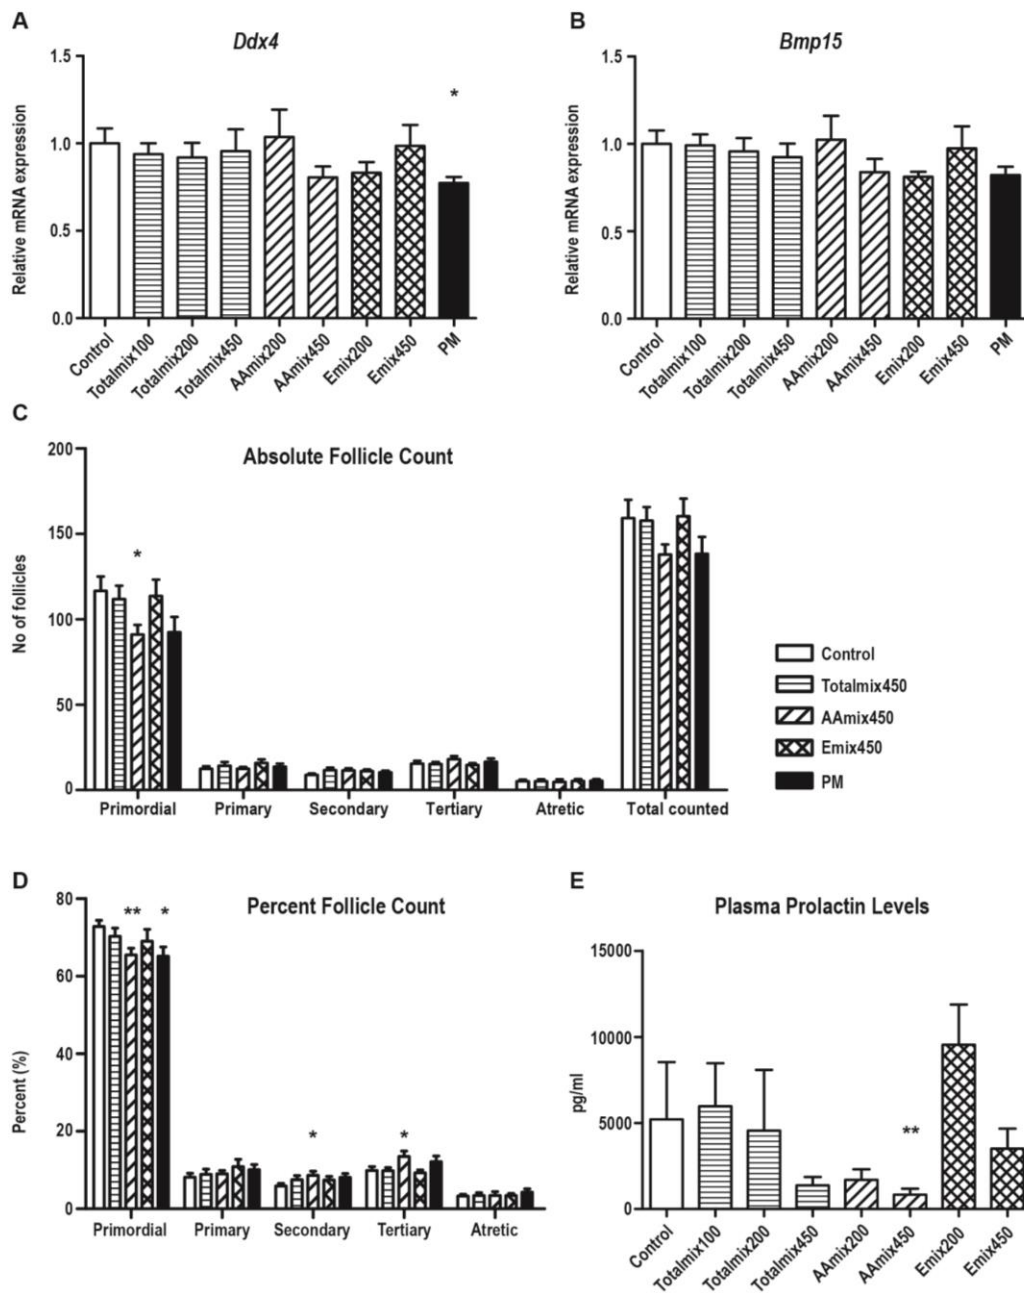 A
Ddx4
1.5
1.0
0.5
0.0
Relative mRNA expression
*
Control
Totalmix100
Totalmix200
Totalmix450
AAmix200
AAmix450
Emix200
Emix450
PM
B
Bmp15
1.5
1.0
0.5
0.0
Relative mRNA expression
Control
Totalmix100
Totalmix200
Totalmix450
AAmix200
AAmix450
Emix200
Emix450
PM
C
Absolute Follicle Count
200
150
100
50
0
No of follicles
*
Primordial
Primary
Secondary
Tertiary
Atretic
Total counted
Control
Totalmix450
AAmix450
Emix450
PM
D
Percent Follicle Count
80
60
40
20
0
Percent (%)
** *
*
*
Primordial
Primary
Secondary
Tertiary
Atretic
E
Plasma Prolactin Levels
15000
10000
5000
0
pg/ml
**
Control
Totalmix100
Totalmix200
Totalmix450
AAmix200
AAmix450
Emix200
Emix450